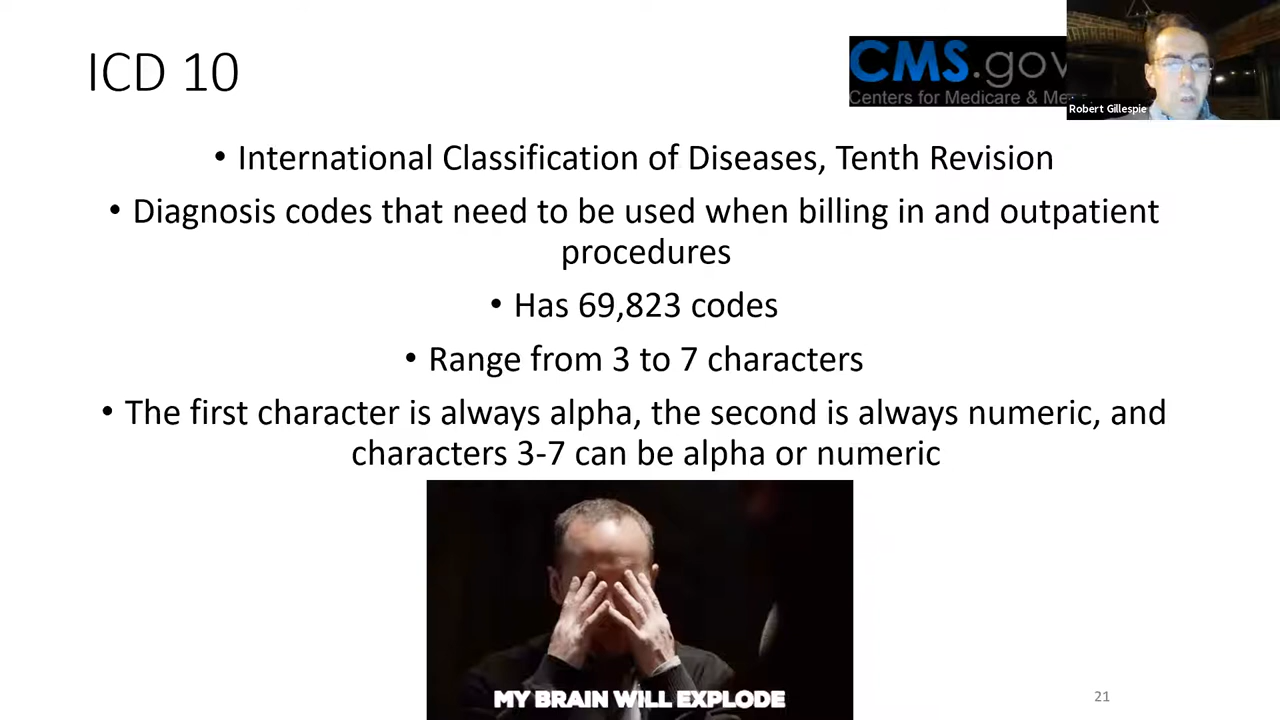 ICD 10
CMS.gov
Centers for Medicare & Me
Robert Gillespie
• International Classification of Diseases, Tenth Revision
• Diagnosis codes that need to be used when billing in and outpatient
procedures
• Has 69,823 codes
• Range from 3 to 7 characters
• The first character is always alpha, the second is always numeric, and
characters 3-7 can be alpha or numeric
MY BRAIN WILL EXPLODE
21